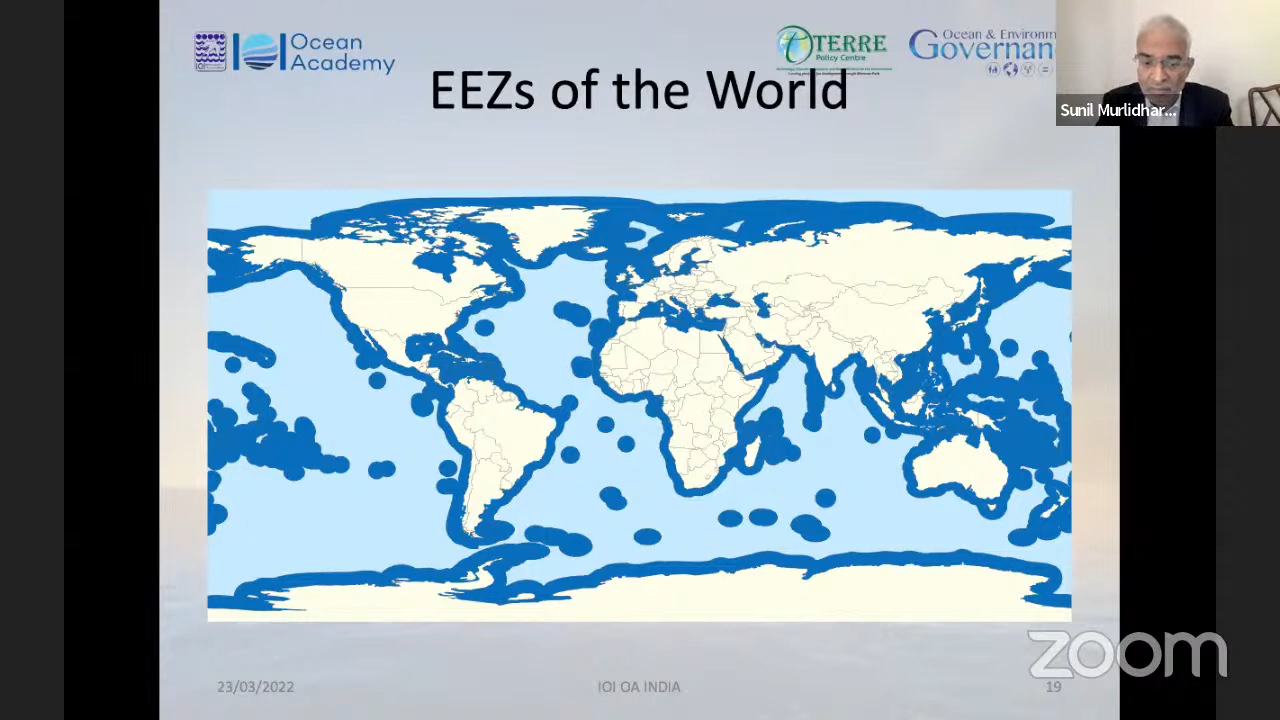 IOI
Ocean
Academy
TERRE
Policy Centre
Ocean & Environm
Governan
EEZs of the World
Sunil Murlidhar...
zoom
23/03/2022
IOI OA INDIA
19